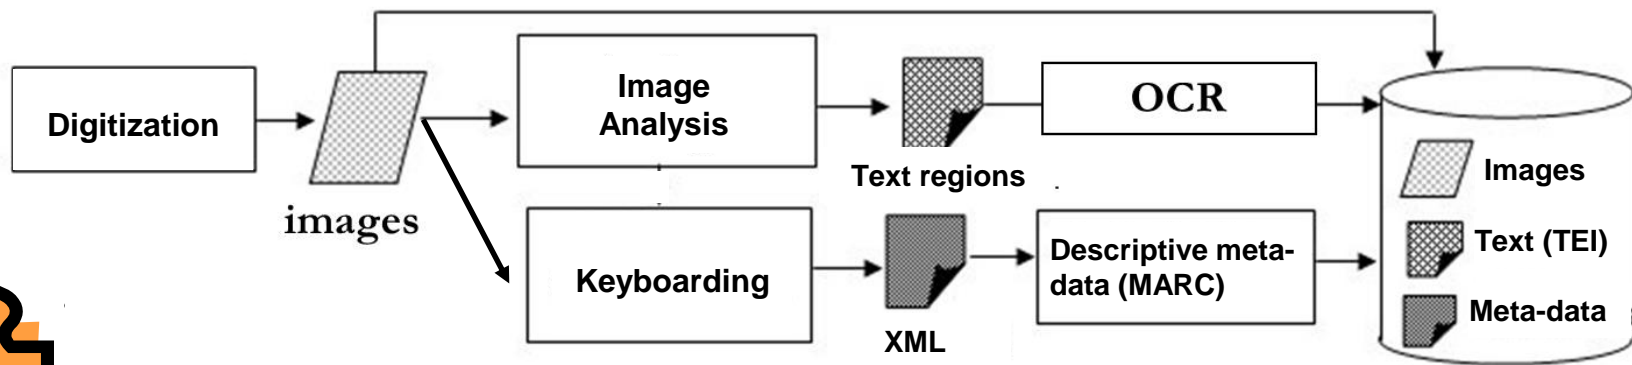 Digitization
images
Image
Analysis
Text regions
OCR
Keyboarding
XML
Descriptive meta-
data (MARC)
Images
Text (TEI)
Meta-data